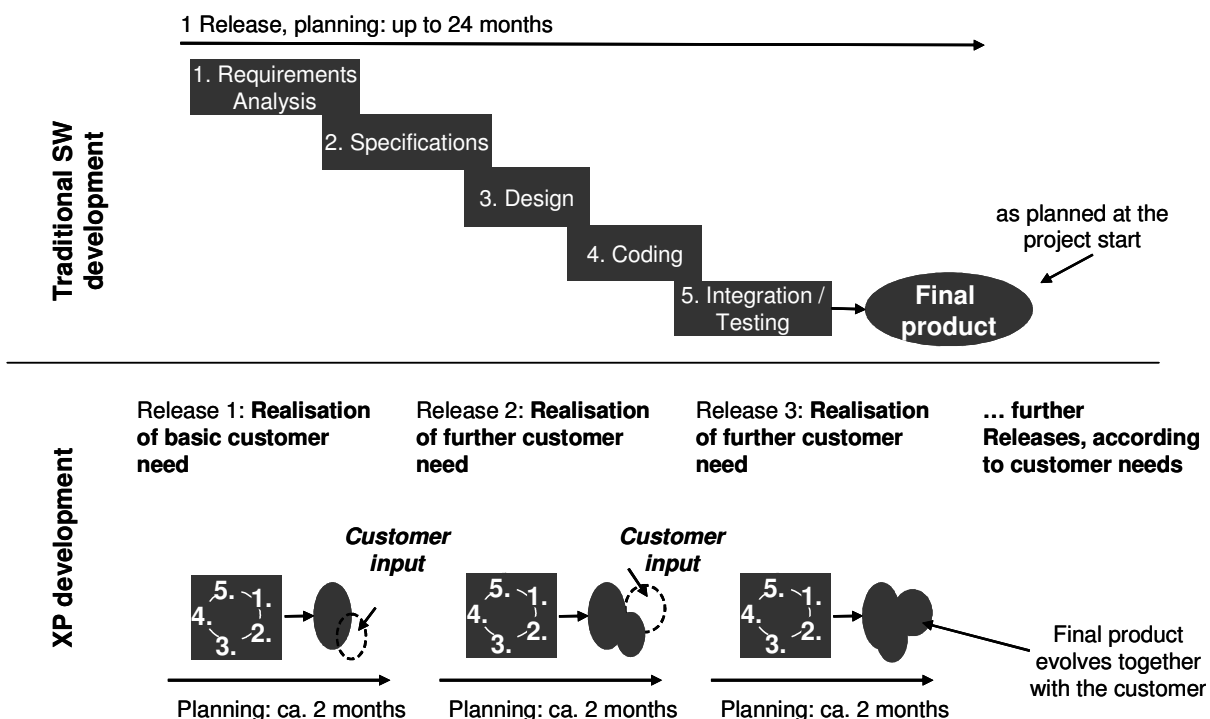 1 Release, planning: up to 24 months
Traditional SW
development
1. Requirements
Analysis
2. Specifications
3. Design
4. Coding
5. Integration /
Testing
Final
product
as planned at the
project start
XP development
Release 1: Realisation
of basic customer
need
Release 2: Realisation
of further customer
need
Release 3: Realisation
of further customer
need
... further
Releases, according
to customer needs
Customer
input
5.
1.
4.
2.
3.
Planning: ca. 2 months
Customer
input
5.
1.
4.
2.
3.
Planning: ca. 2 months
5.
1.
4.
2.
3.
Planning: ca. 2 months
Final product
evolves together
with the customer